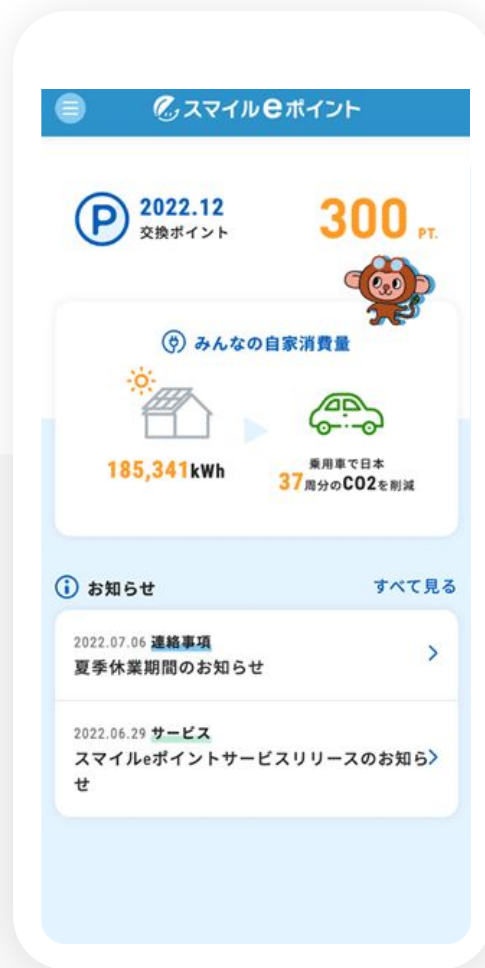 スマイルeポイント
P
2022.12
交換ポイント
300 PT.
みんなの自家消費量
185,341kWh
乗用車で日本
37周分のCO2を削減
お知らせ
すべて見る
2022.07.06 連絡事項
夏季休業期間のお知らせ
2022.06.29 サービス
スマイルeポイントサービスリリースのお知ら
せ